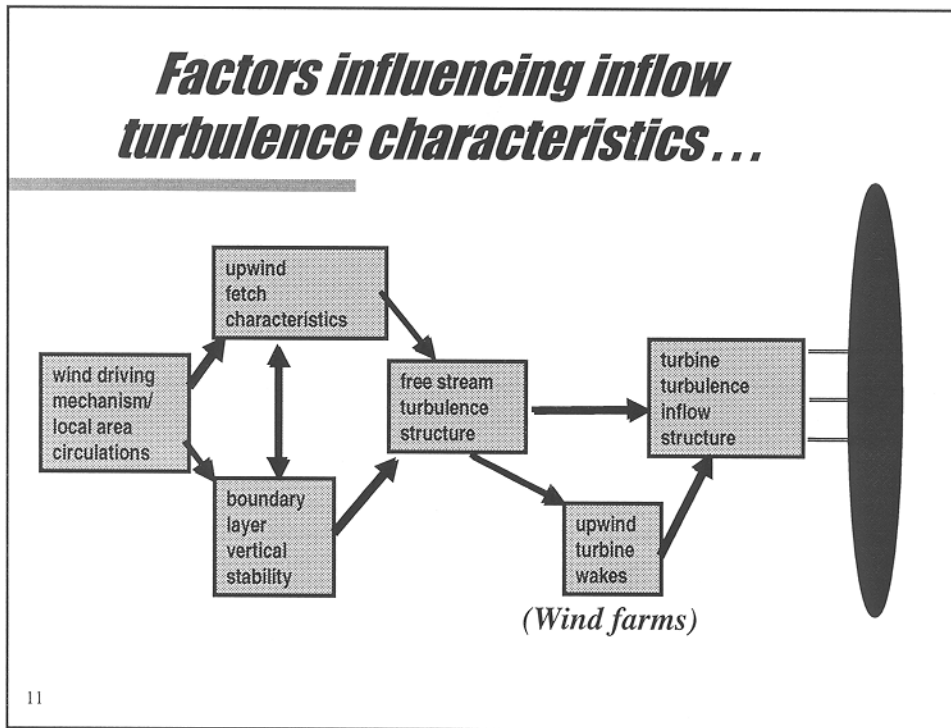 Factors influencing inflow
turbulence characteristics . . .
upwind
fetch
characteristics
wind driving
mechanism/
local area
circulations
boundary
layer
vertical
stability
free stream
turbulence
structure
upwind
turbine
wakes
(Wind farms)
turbine
turbulence
inflow
structure
11